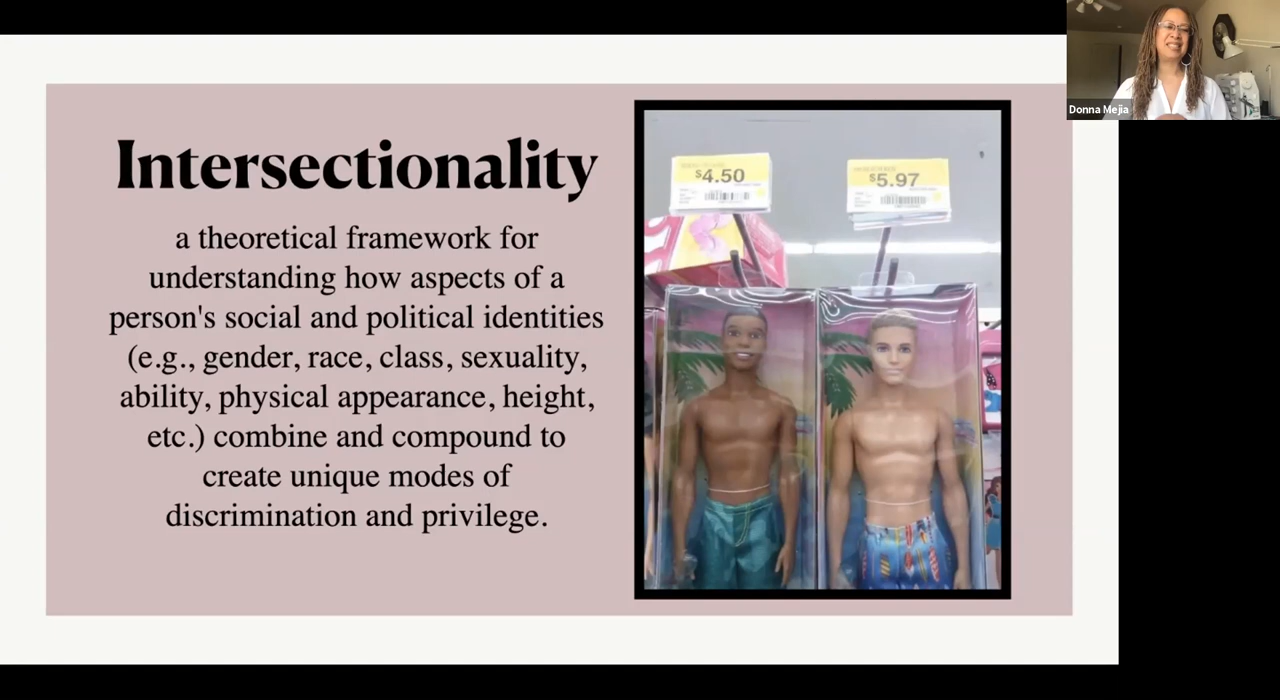 Donna Mejia
Intersectionality
a theoretical framework for
understanding how aspects of a
person's social and political identities
(e.g., gender, race, class, sexuality,
ability, physical appearance, height,
etc.) combine and compound to
create unique modes of
discrimination and privilege.
$4.50
$5.97